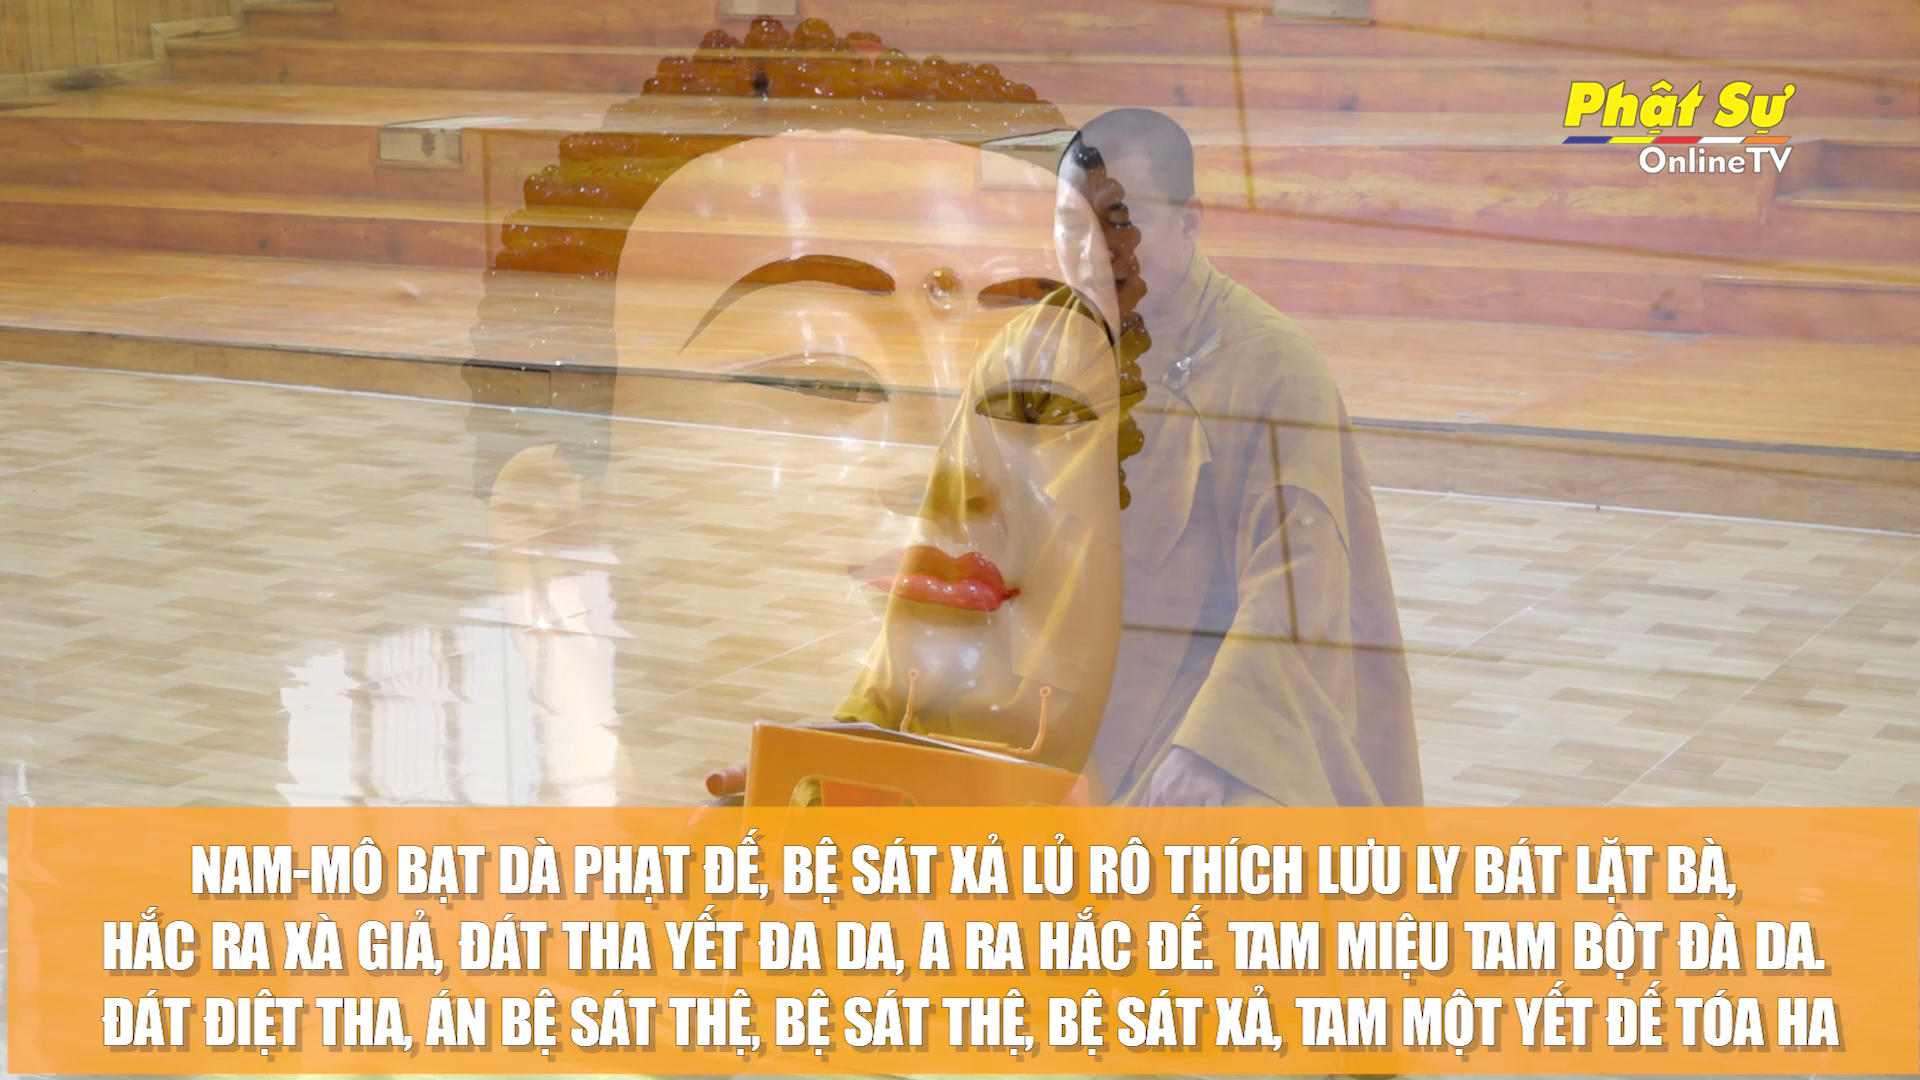 Phật Sự
OnlineTV
NAM-MÔ BẠT DÀ PHẠT ĐẾ, BỆ SÁT XẢ LỦ RÔ THÍCH LƯU LY BÁT LẶT BÀ,
HẮC RA XÀ GIẢ, ĐÁT THA YẾT ĐA DA, A RA HẮC ĐẾ. TAM MIỆU TAM BỘT ĐÀ DA.
ĐÁT ĐIỆT THA, ÁN BỆ SÁT THỆ, BỆ SÁT THỆ, BỆ SÁT XẢ, TAM MỘT YẾT ĐẾ TÓA HA